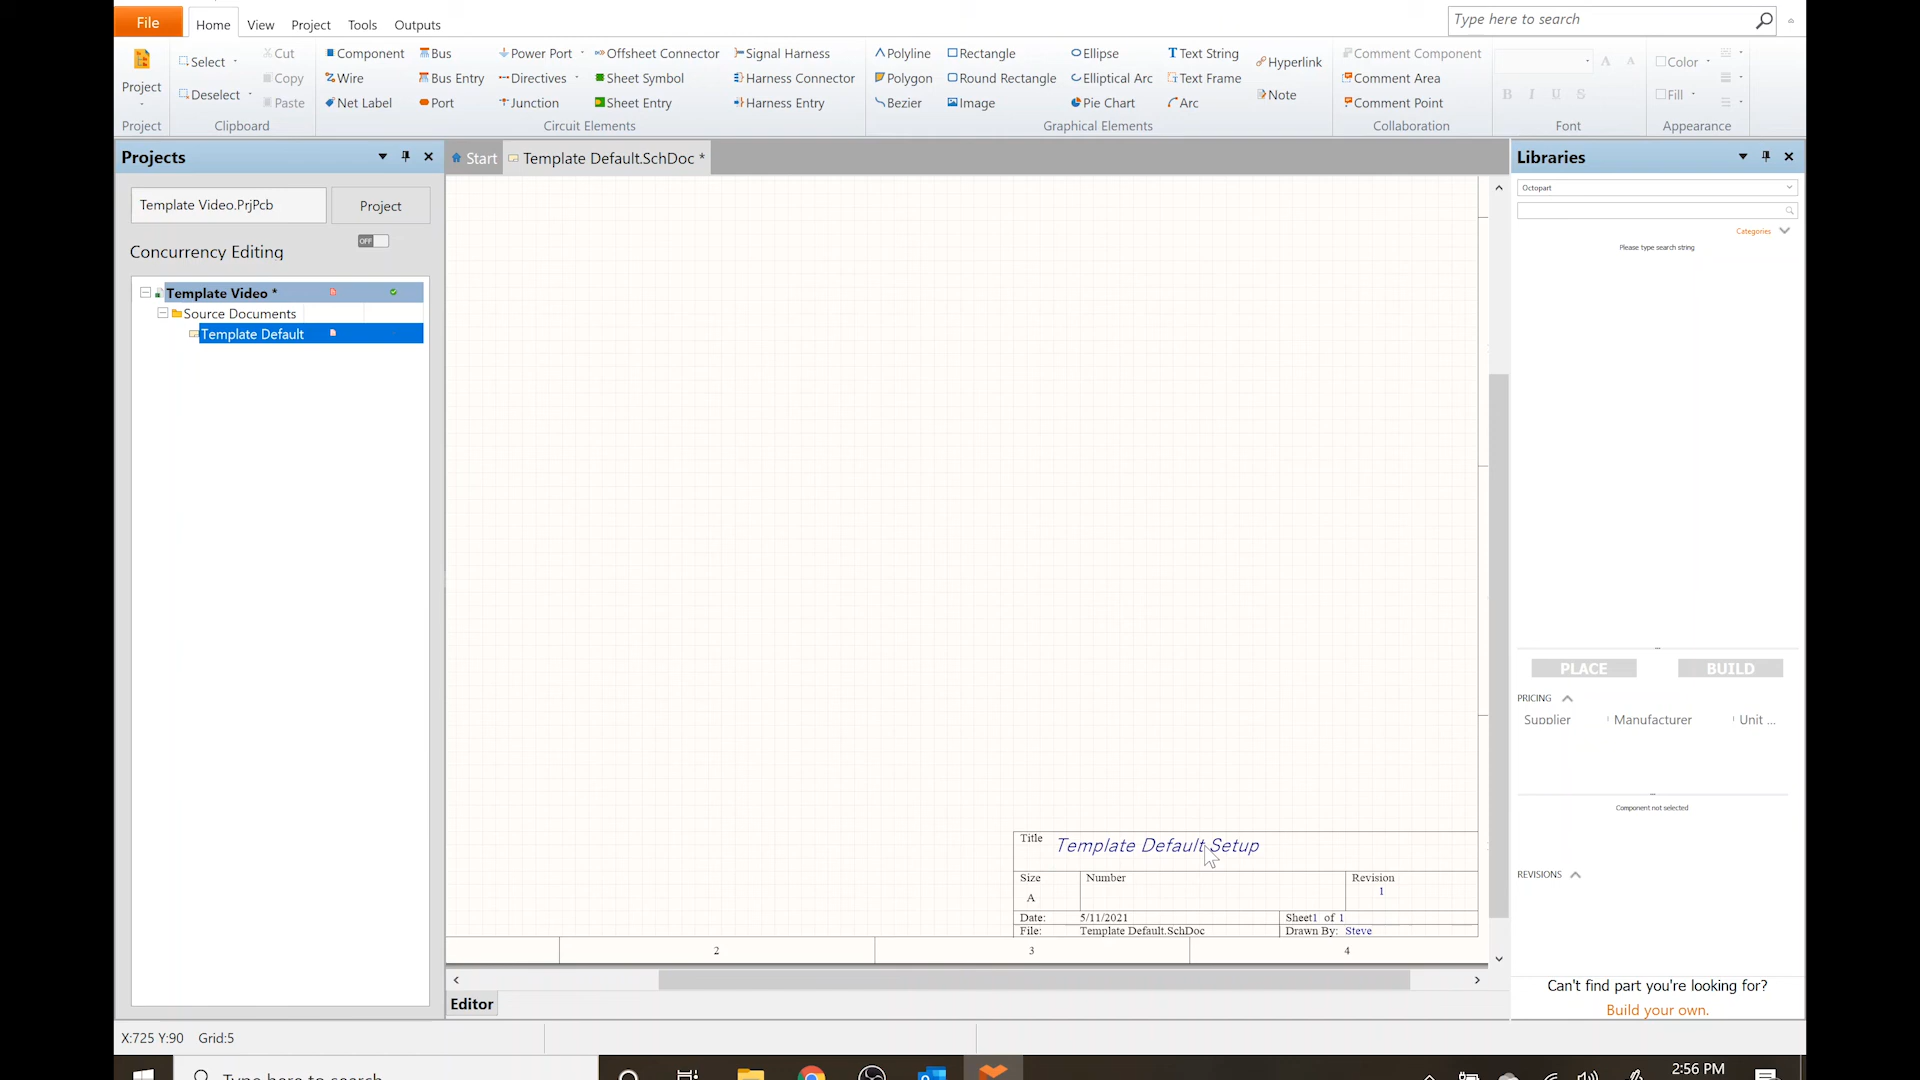 File
Home
View
Project
Tools
Outputs
Type here to search
Project
Project
Select
Deselect
Cut
Copy
Paste
Clipboard
Component
Wire
Net Label
Bus
Bus Entry
Port
Power Port
Directives
Junction
Offsheet Connector
Sheet Symbol
Sheet Entry
Signal Harness
Harness Connector
Harness Entry
Circuit Elements
Polyline
Polygon
Bezier
Rectangle
Round Rectangle
Image
Ellipse
Elliptical Arc
Pie Chart
Text String
Text Frame
Arc
Hyperlink
Note
Graphical Elements
Comment Component
Comment Area
Comment Point
Collaboration
A A
B I U S
Font
Color
Fill
Appearance
Projects
Template Video.PrjPcb
Project
Concurrency Editing
OFF
Template Video *
Source Documents
Template Default
Start
Template Default.SchDoc *
Title
Template Default Setup
Size
A
Number
Revision
1
Date:
5/11/2021
Sheet1 of 1
File:
Template Default.SchDoc
Drawn By: Steve
2
3
4
Editor
Libraries
Octopart
Categories
Please type search string
PLACE
BUILD
PRICING
Supplier
Manufacturer
Unit ...
Component not selected
REVISIONS
Can't find part you're looking for?
Build your own.
X:725 Y:90 Grid:5
Type here to search
2:56 PM